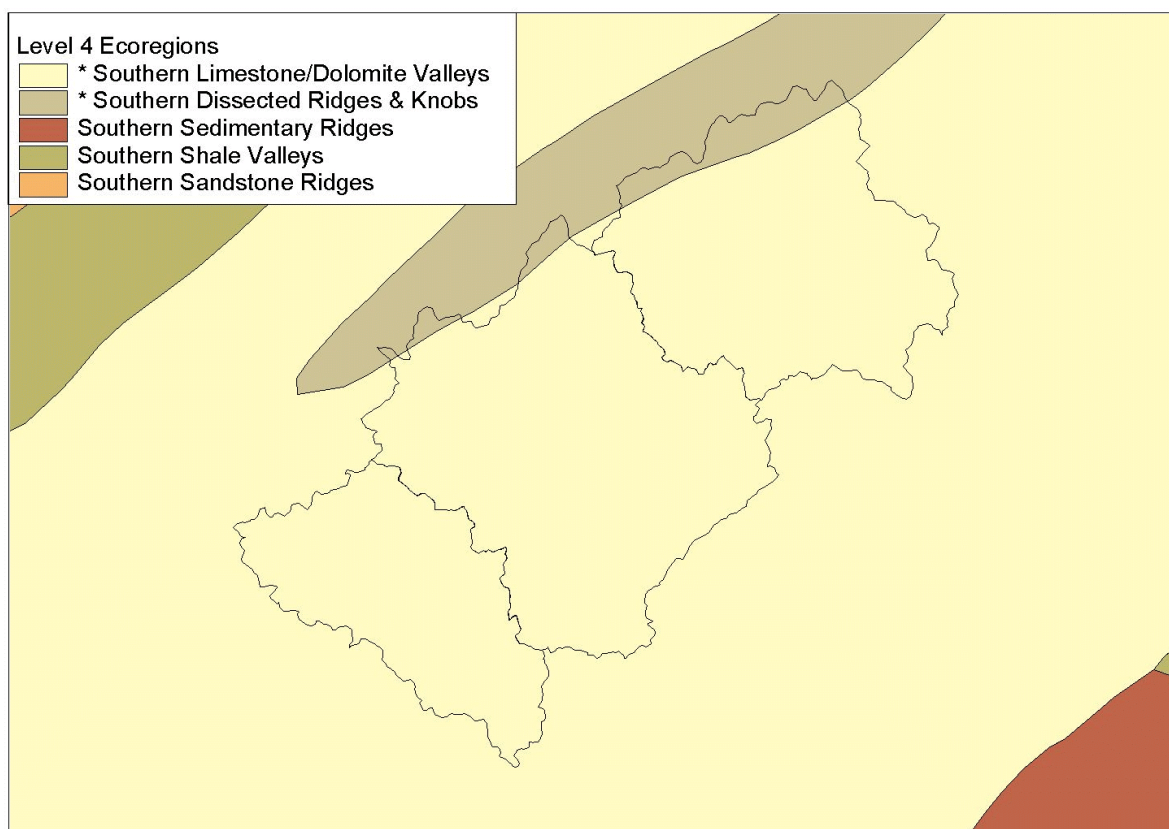 Level 4 Ecoregions
* Southern Limestone/Dolomite Valleys
* Southern Dissected Ridges & Knobs
Southern Sedimentary Ridges
Southern Shale Valleys
Southern Sandstone Ridges